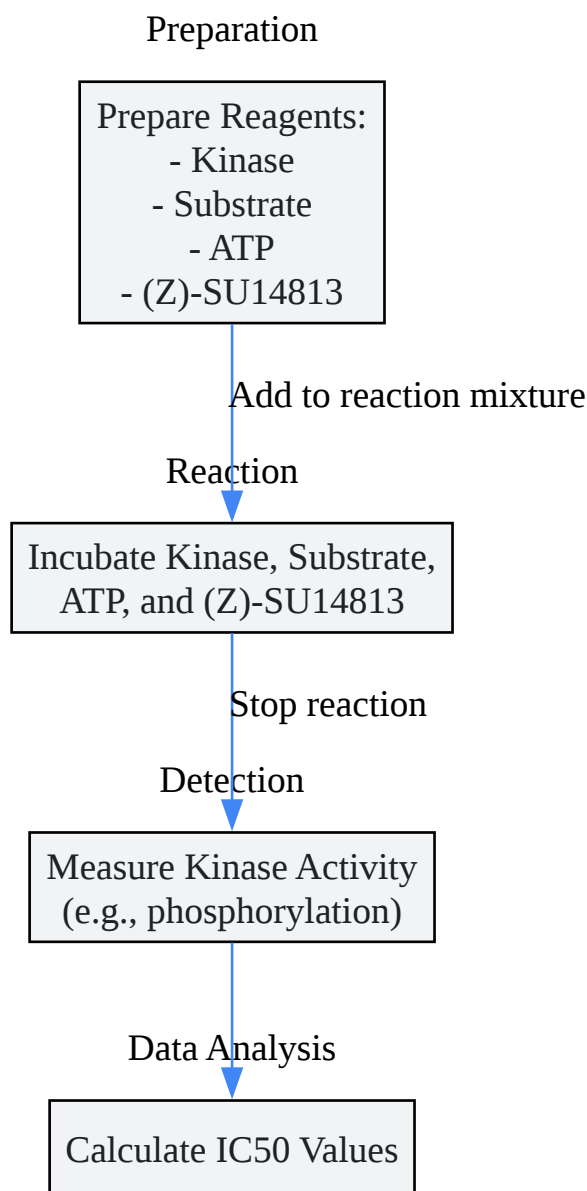 Preparation
Prepare Reagents:
- Kinase
- Substrate
- ATP
- (Z)-SU14813
Add to reaction mixture
Reaction
Incubate Kinase, Substrate,
ATP, and (Z)-SU14813
Stop reaction
Detection
Measure Kinase Activity
(e.g., phosphorylation)
Data Analysis
Calculate IC50 Values